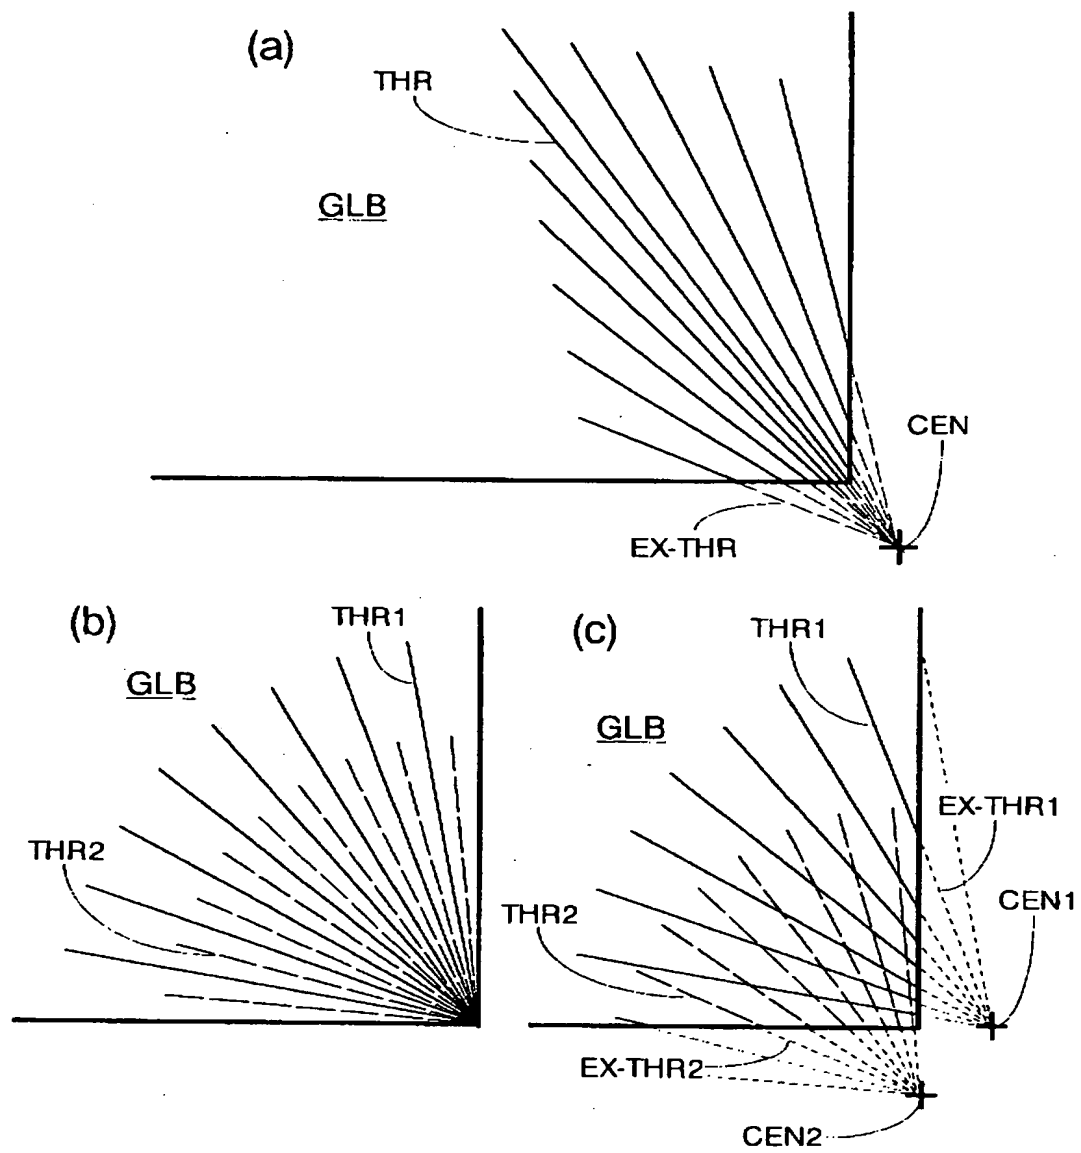 (a)
THR
GLB
CEN
EX-THR
(b)
THR1
GLB
THR2
(c)
THR1
GLB
EX-THR1
CEN1
THR2
EX-THR2
CEN2